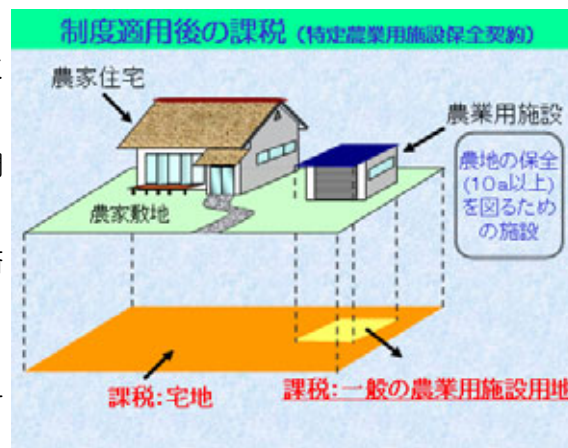 制度適用後の課税（特定農業用施設保全契約）
農家住宅
農業用施設
農地の保全
(10a以上)
を図るため
の施設
農家敷地
課税：宅地
課税：一般の農業用施設用地